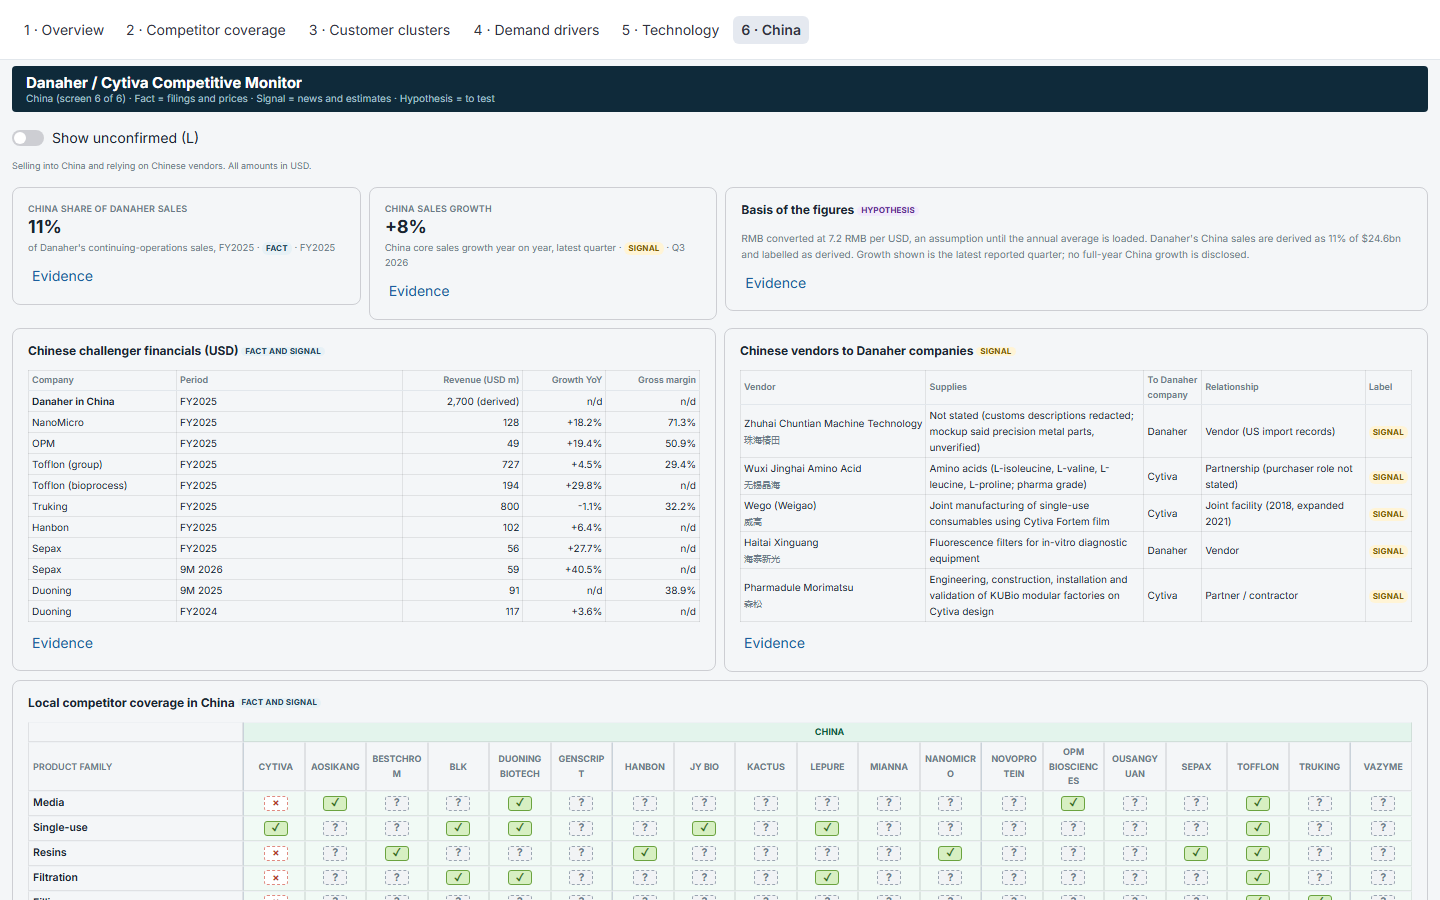 1 · Overview 2 · Competitor coverage 3 · Customer clusters 4 · Demand drivers 5 · Technology 6 · China
Danaher / Cytiva Competitive Monitor
China (screen 6 of 6) · Fact = filings and prices · Signal = news and estimates · Hypothesis = to test
Show unconfirmed (L)
Selling into China and relying on Chinese vendors. All amounts in USD.
CHINA SHARE OF DANAHER SALES
11%
of Danaher's continuing-operations sales, FY2025 · FACT · FY2025
Evidence
CHINA SALES GROWTH
+8%
China core sales growth year on year, latest quarter · SIGNAL · Q3
2026
Evidence
Basis of the figures HYPOTHESIS
RMB converted at 7.2 RMB per USD, an assumption until the annual average is loaded. Danaher's China sales are derived as 11% of $24.6bn
and labelled as derived. Growth shown is the latest reported quarter; no full-year China growth is disclosed.
Evidence
Chinese challenger financials (USD) FACT AND SIGNAL
Company Period Revenue (USD m) Growth YoY Gross margin
Danaher in China FY2025 2,700 (derived) n/d n/d
NanoMicro FY2025 128 +18.2% 71.3%
OPM FY2025 49 +19.4% 50.9%
Tofflon (group) FY2025 727 +4.5% 29.4%
Tofflon (bioprocess) FY2025 194 +29.8% n/d
Truking FY2025 800 -1.1% 32.2%
Hanbon FY2025 102 +6.4% n/d
Sepax FY2025 56 +27.7% n/d
Sepax 9M 2026 59 +40.5% n/d
Duoning 9M 2025 91 n/d 38.9%
Duoning FY2024 117 +3.6% n/d
Evidence
Chinese vendors to Danaher companies SIGNAL
Vendor Supplies To Danaher
company Relationship Label
Zhuhai Chuntian Machine Technology
珠海椿田
Not stated (customs descriptions redacted;
mockup said precision metal parts,
unverified)
Danaher Vendor (US import records) SIGNAL
Wuxi Jinghai Amino Acid
无锡晶海
Amino acids (L-isoleucine, L-valine, L-
leucine, L-proline; pharma grade)
Cytiva
Partnership (purchaser role not
stated)
SIGNAL
Wego (Weigao)
威高
Joint manufacturing of single-use
consumables using Cytiva Fortem film
Cytiva
Joint facility (2018, expanded
2021)
SIGNAL
Haitai Xinguang
海泰新光
Fluorescence filters for in-vitro diagnostic
equipment
Danaher Vendor SIGNAL
Pharmadule Morimatsu
森松
Engineering, construction, installation and
validation of KUBio modular factories on
Cytiva design
Cytiva Partner / contractor SIGNAL
Evidence
Local competitor coverage in China FACT AND SIGNAL
CHINA
PRODUCT FAMILY CYTIVA AOSIKANG BESTCHRO
M BLK DUONING
BIOTECH GENSCRIP
T HANBON JY BIO KACTUS LEPURE MIANNA NANOMICR
O NOVOPRO
TEIN OPM
BIOSCIENC
ES OUSANGY
UAN SEPAX TOFFLON TRUKING VAZYME
Media × ✓ ? ? ✓ ? ? ? ? ? ? ? ? ✓ ? ? ✓ ? ?
Single-use ✓ ? ? ✓ ✓ ? ? ✓ ? ✓ ? ? ? ? ? ? ✓ ? ?
Resins × ? ✓ ? ? ? ✓ ? ? ? ? ✓ ? ? ? ✓ ✓ ? ?
Filtration × ? ? ✓ ✓ ? ? ? ? ✓ ? ? ? ? ? ? ✓ ? ?